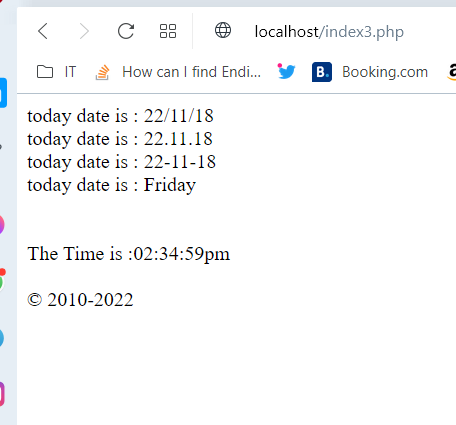 localhost/index3.php
IT How can I find Endi... B. Booking.com
today date is : 22/11/18
today date is : 22.11.18
today date is : 22-11-18
today date is : Friday
The Time is :02:34:59pm
© 2010-2022